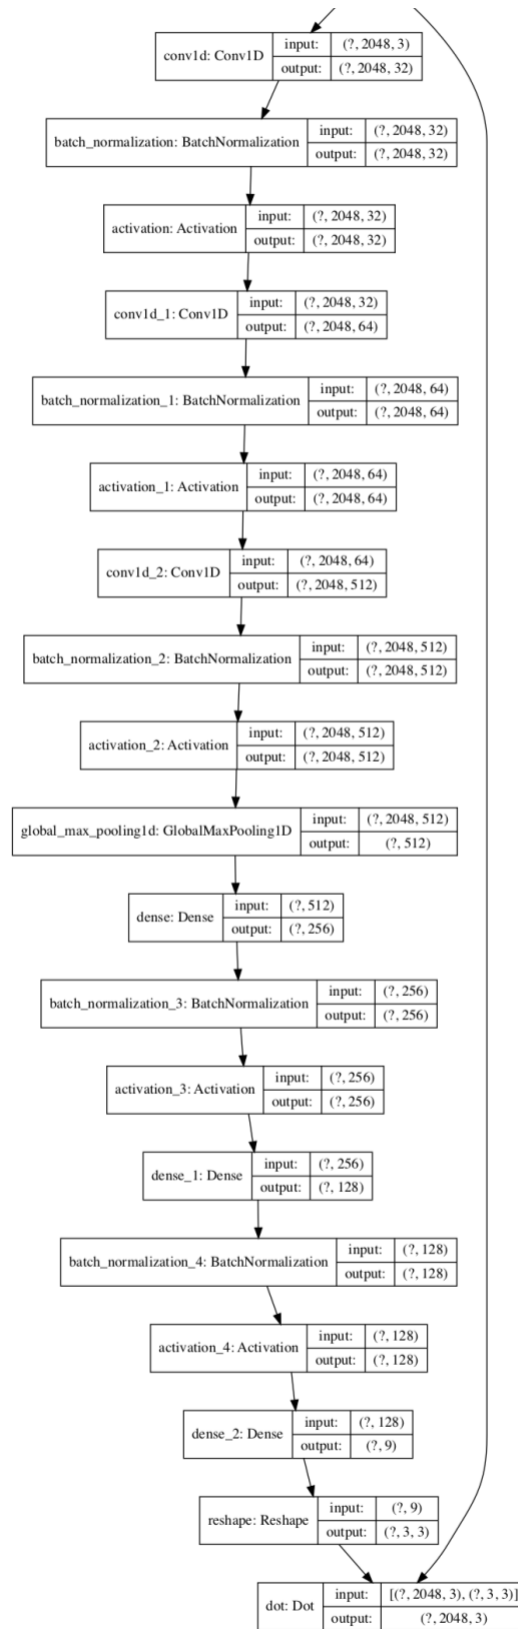 conv1d: Conv1D
input: (?, 2048, 3)
output: (?, 2048, 32)
batch_normalization: BatchNormalization
input: (?, 2048, 32)
output: (?, 2048, 32)
activation: Activation
input: (?, 2048, 32)
output: (?, 2048, 32)
conv1d_1: Conv1D
input: (?, 2048, 32)
output: (?, 2048, 64)
batch_normalization_1: BatchNormalization
input: (?, 2048, 64)
output: (?, 2048, 64)
activation_1: Activation
input: (?, 2048, 64)
output: (?, 2048, 64)
conv1d_2: Conv1D
input: (?, 2048, 64)
output: (?, 2048, 512)
batch_normalization_2: BatchNormalization
input: (?, 2048, 512)
output: (?, 2048, 512)
activation_2: Activation
input: (?, 2048, 512)
output: (?, 2048, 512)
global_max_pooling1d: GlobalMaxPooling1D
input: (?, 2048, 512)
output: (?, 512)
dense: Dense
input: (?, 512)
output: (?, 256)
batch_normalization_3: BatchNormalization
input: (?, 256)
output: (?, 256)
activation_3: Activation
input: (?, 256)
output: (?, 256)
dense_1: Dense
input: (?, 256)
output: (?, 128)
batch_normalization_4: BatchNormalization
input: (?, 128)
output: (?, 128)
activation_4: Activation
input: (?, 128)
output: (?, 128)
dense_2: Dense
input: (?, 128)
output: (?, 9)
reshape: Reshape
input: (?, 9)
output: (?, 3, 3)
dot: Dot
input: [(?, 2048, 3), (?, 3, 3)]
output: (?, 2048, 3)